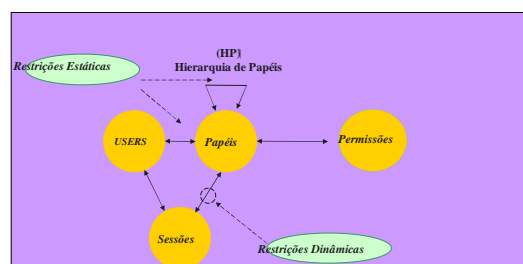 (HP)
Hierarquia de Papéis
Restrições Estáticas
USERS
Papéis
Permissões
Sessões
Restrições Dinâmicas